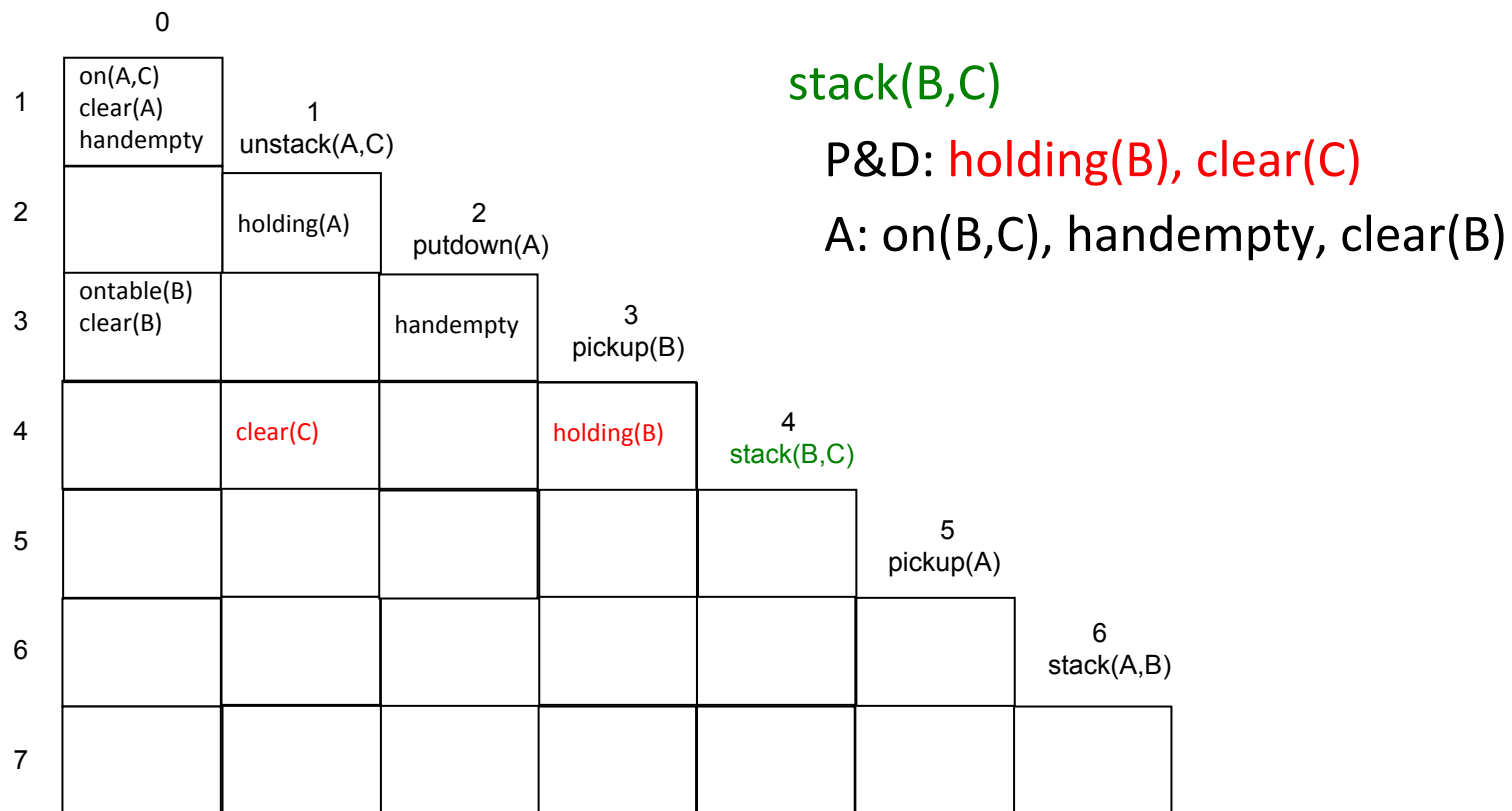 0
stack(B,C)
P&D: holding(B), clear(C)
A: on(B,C), handempty, clear(B)
1
on(A,C)
clear(A)
handempty
1
unstack(A,C)
2
holding(A)
2
putdown(A)
3
ontable(B)
clear(B)
handempty
3
pickup(B)
4
clear(C)
holding(B)
4
stack(B,C)
5
5
pickup(A)
6
6
stack(A,B)
7